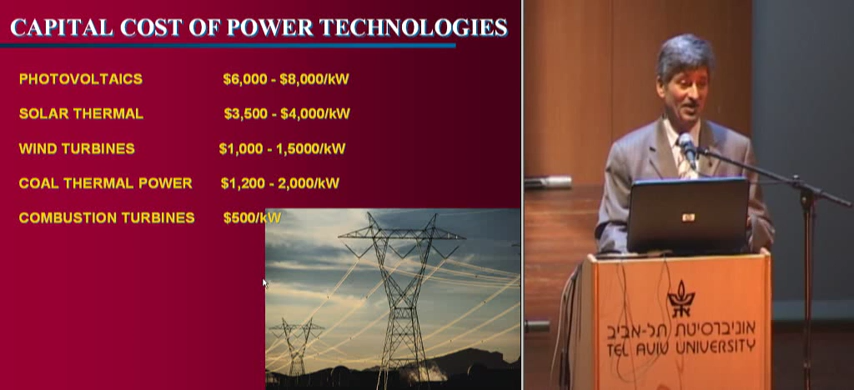 CAPITAL COST OF POWER TECHNOLOGIES
PHOTOVOLTAICS $6,000 - $8,000/kW
SOLAR THERMAL $3,500 - $4,000/kW
WIND TURBINES $1,000 - 1,5000/kW
COAL THERMAL POWER $1,200 - 2,000/kW
COMBUSTION TURBINES $500/kW
hp
אוניברסיטת תל-אביב
TEL AVIV UNIVERSITY